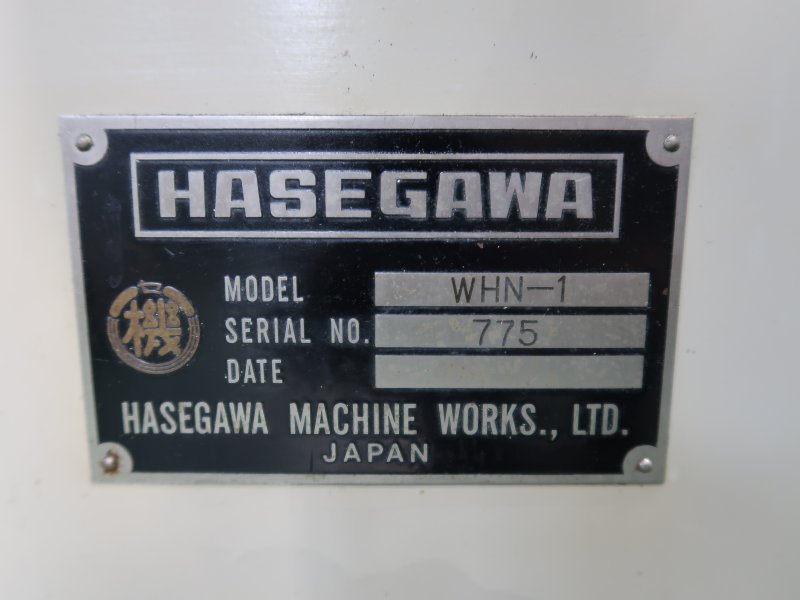 HASEGAWA
機
MODEL WHN-1
SERIAL NO. 775
DATE
HASEGAWA MACHINE WORKS., LTD.
JAPAN